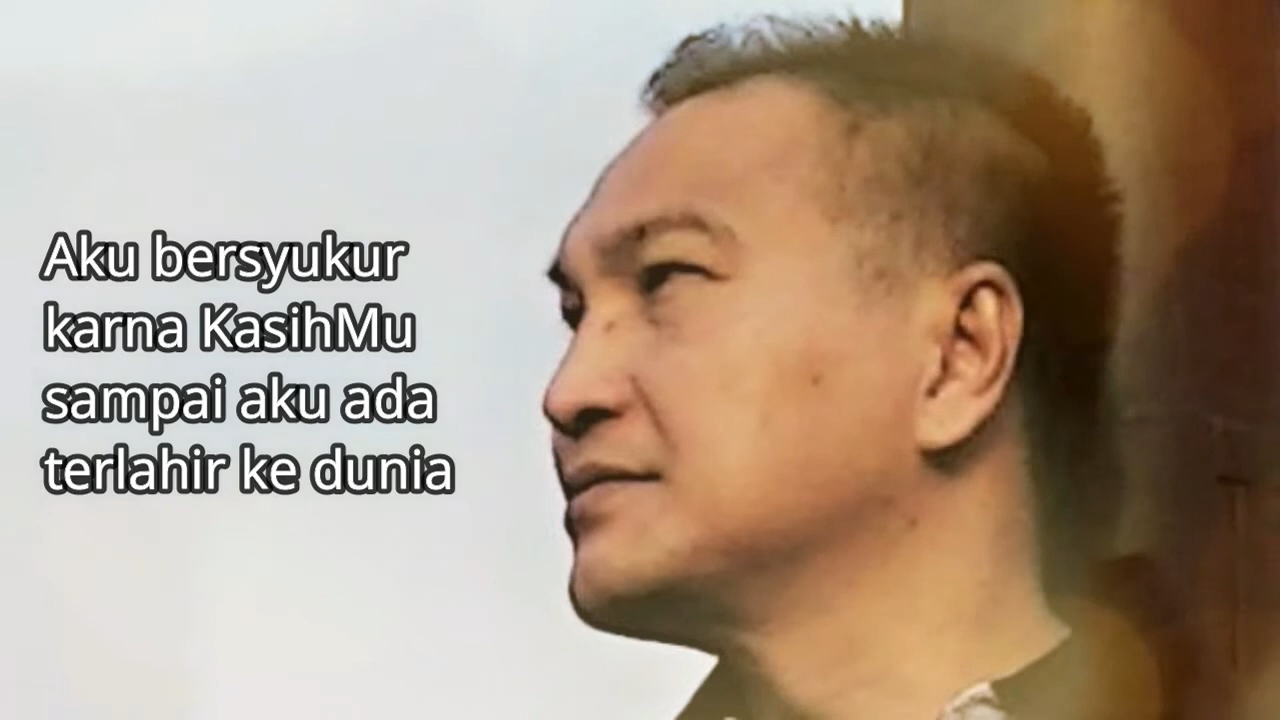 Aku bersyukur
karna KasihMu
sampai aku ada
terlahir ke dunia